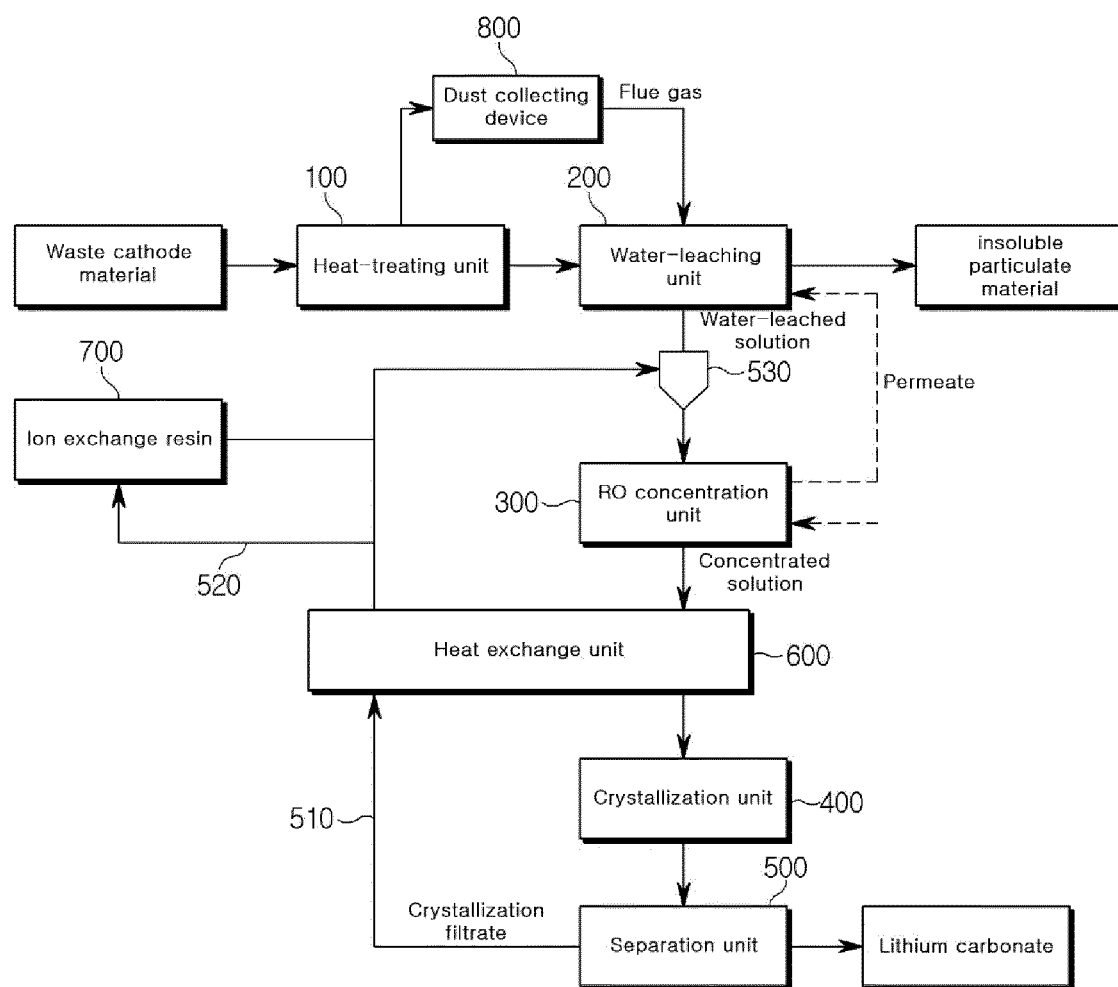 800
Dust collecting
device
Flue gas
100
200
Waste cathode
material
Heat-treating unit
Water-leaching
unit
insoluble
particulate
material
Water-leached
solution
700
530
Permeate
Ion exchange resin
300
RO concentration
unit
520
Concentrated
solution
Heat exchange unit
600
510
Crystallization unit
400
500
Crystallization
filtrate
Separation unit
Lithium carbonate